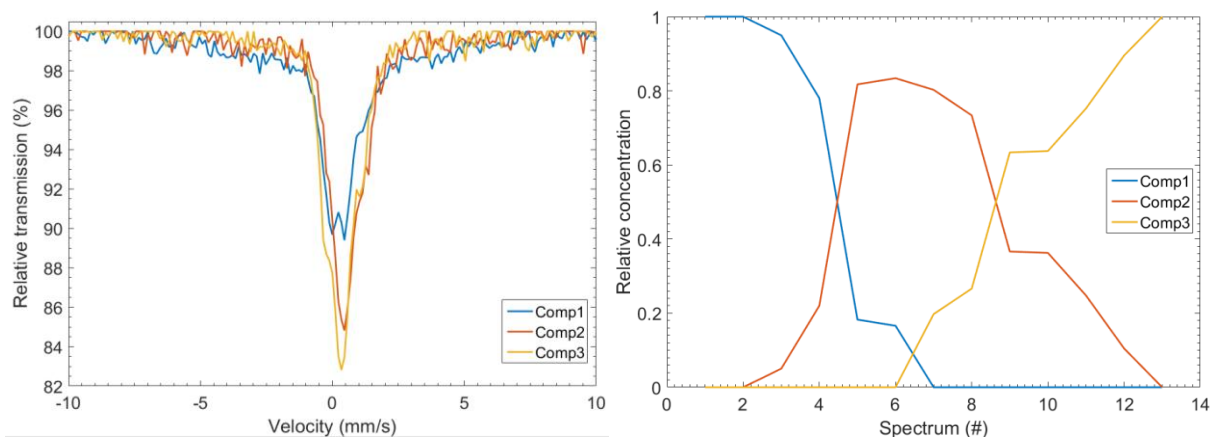 100
98
96
94
92
90
88
86
84
82
-10
-5
0
5
10
Relative transmission (%)
Velocity (mm/s)
Comp1
Comp2
Comp3
1
0.8
0.6
0.4
0.2
0
0
2
4
6
8
10
12
14
Relative concentration
Spectrum (#)
Comp1
Comp2
Comp3